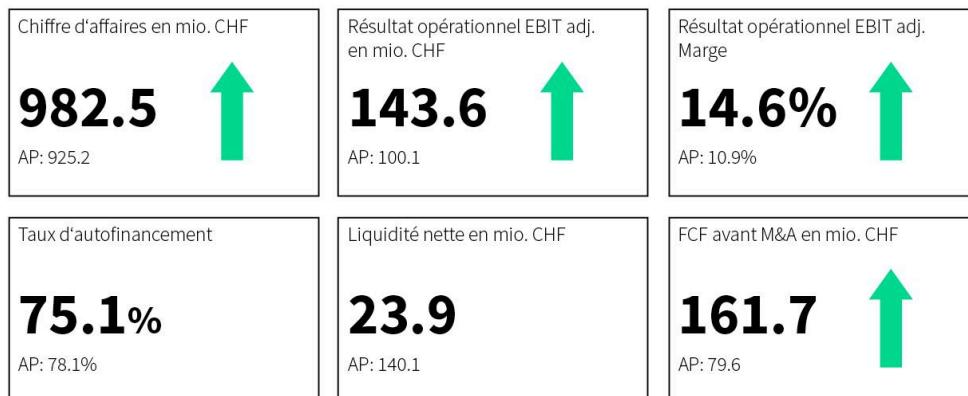 Chiffre d‘affaires en mio. CHF
982.5
AP: 925.2
Résultat opérationnel EBIT adj.
en mio. CHF
143.6
AP: 100.1
Résultat opérationnel EBIT adj.
Marge
14.6%
AP: 10.9%
Taux d‘autofinancement
75.1%
AP: 78.1%
Liquidité nette en mio. CHF
23.9
AP: 140.1
FCF avant M&A en mio. CHF
161.7
AP: 79.6